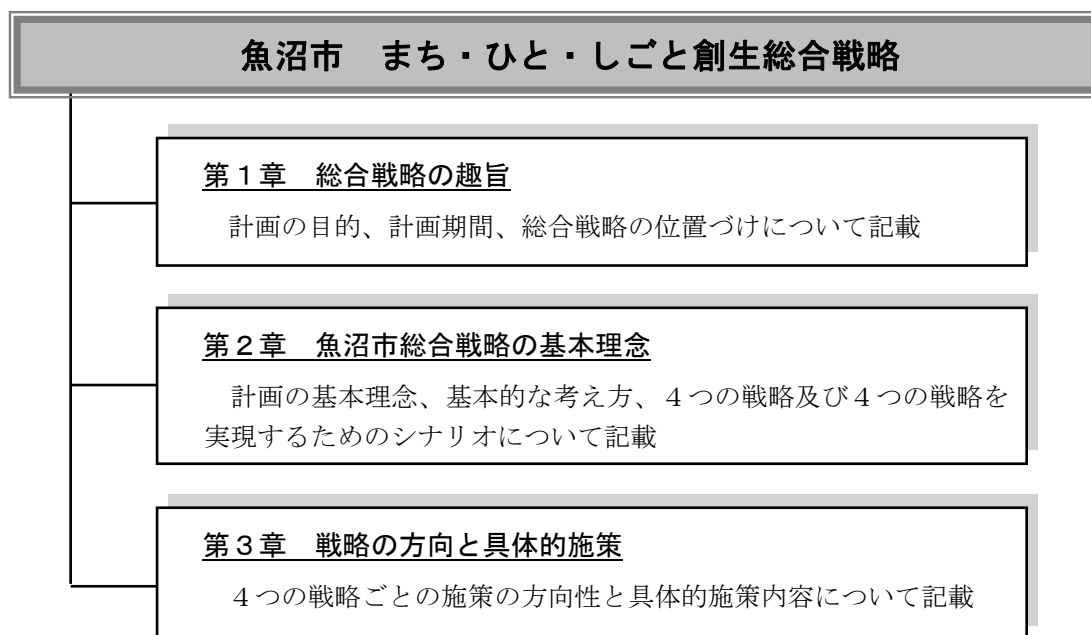 魚沼市　まち・ひと・しごと創生総合戦略
第１章　総合戦略の趣旨
計画の目的、計画期間、総合戦略の位置づけについて記載
第２章　魚沼市総合戦略の基本理念
計画の基本理念、基本的な考え方、４つの戦略及び４つの戦略を
実現するためのシナリオについて記載
第３章　戦略の方向と具体的施策
４つの戦略ごとの施策の方向性と具体的施策内容について記載